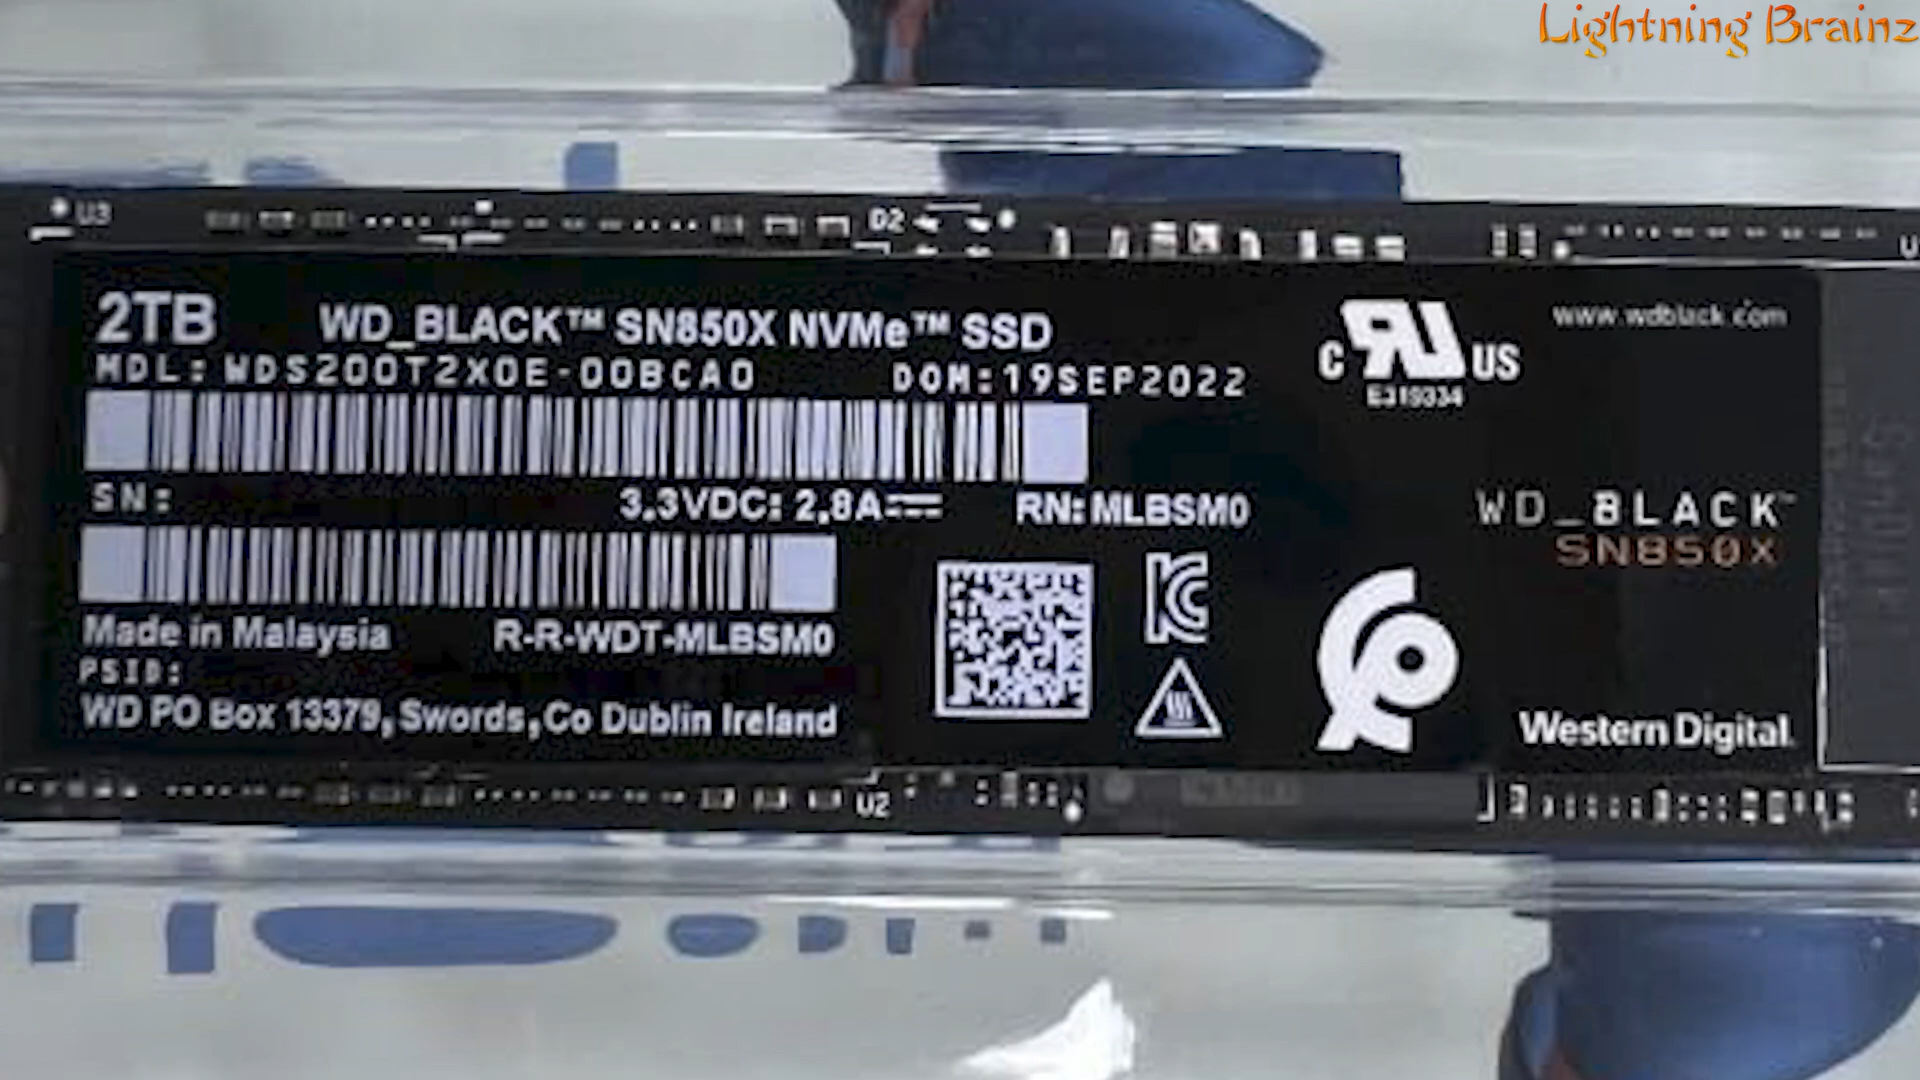 Lightning Brainz
U3
D2
2TB WD_BLACK™ SN850X NVMe™ SSD
MDL: WDS200T2X0E-00BCA0 DOM:19SEP2022
C US
E319334
www.wdblack.com
SN: 3.3VDC: 2.8A RN: MLBSM0
WD_BLACK™
SN850X
Made in Malaysia R-R-WDT-MLBSM0
PSID:
WD PO Box 13379, Swords, Co Dublin Ireland
Western Digital.
U2